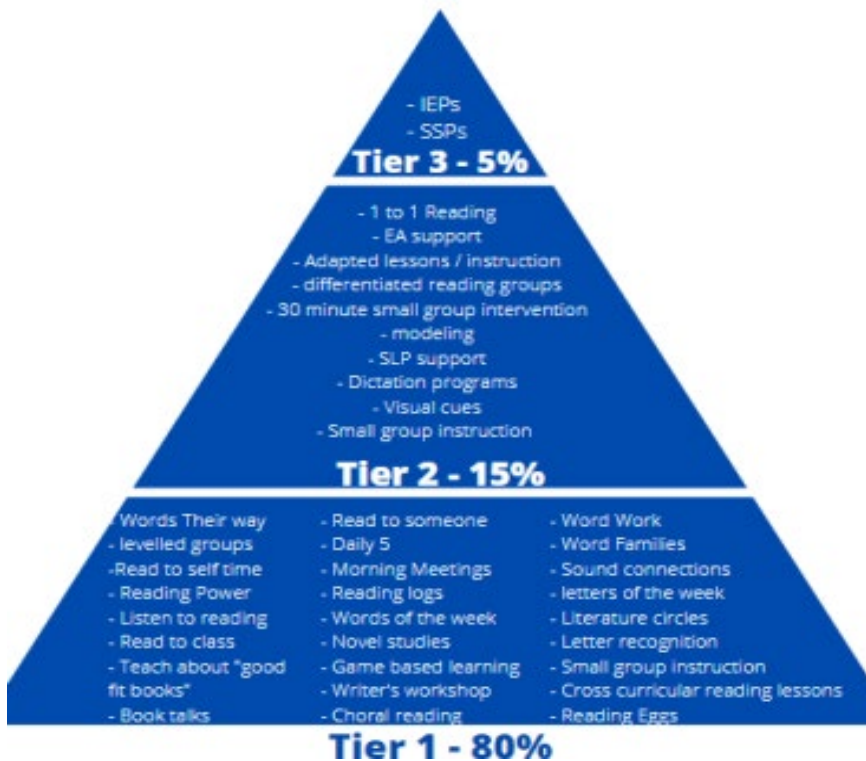 - IEPs
- SSPs
Tier 3 - 5%
- 1 to 1 Reading
- EA support
- Adapted lessons / instruction
- differentiated reading groups
- 30 minute small group intervention
- modeling
- SLP support
- Dictation programs
- Visual cues
- Small group instruction
Tier 2 - 15%
- Words Their way
- levelled groups
-Read to self time
- Reading Power
- Listen to reading
- Read to class
- Teach about "good
fit books"
- Book talks
- Read to someone
- Daily 5
- Morning Meetings
- Reading logs
- Words of the week
- Novel studies
- Game based learning
- Writer's workshop
- Choral reading
- Word Work
- Word Families
- Sound connections
- letters of the week
- Literature circles
- Letter recognition
- Small group instruction
- Cross curricular reading lessons
- Reading Eggs
Tier 1 - 80%